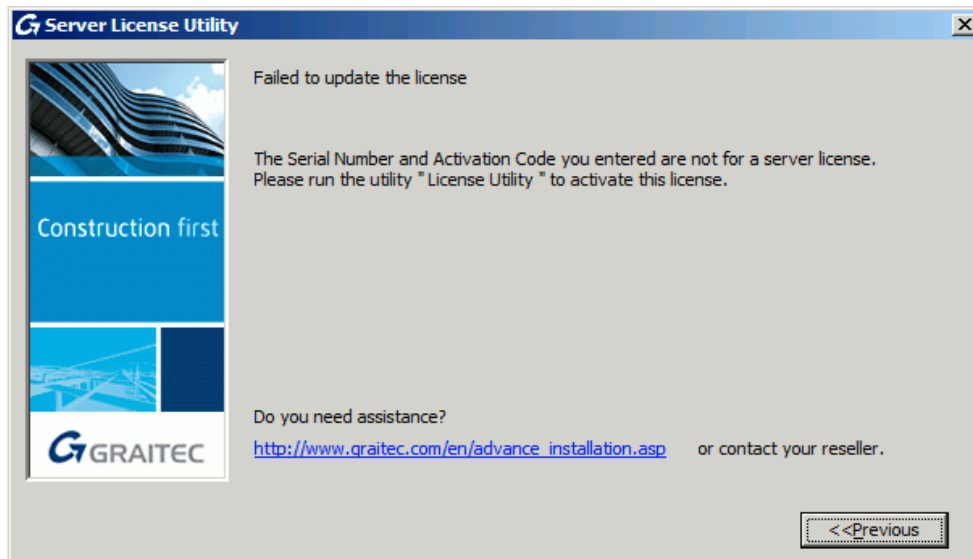 Server License Utility
Failed to update the license
The Serial Number and Activation Code you entered are not for a server license.
Please run the utility " License Utility " to activate this license.
Construction first
Do you need assistance?
http://www.graitec.com/en/advance_installation.asp or contact your reseller.
GRAITEC
<<Previous